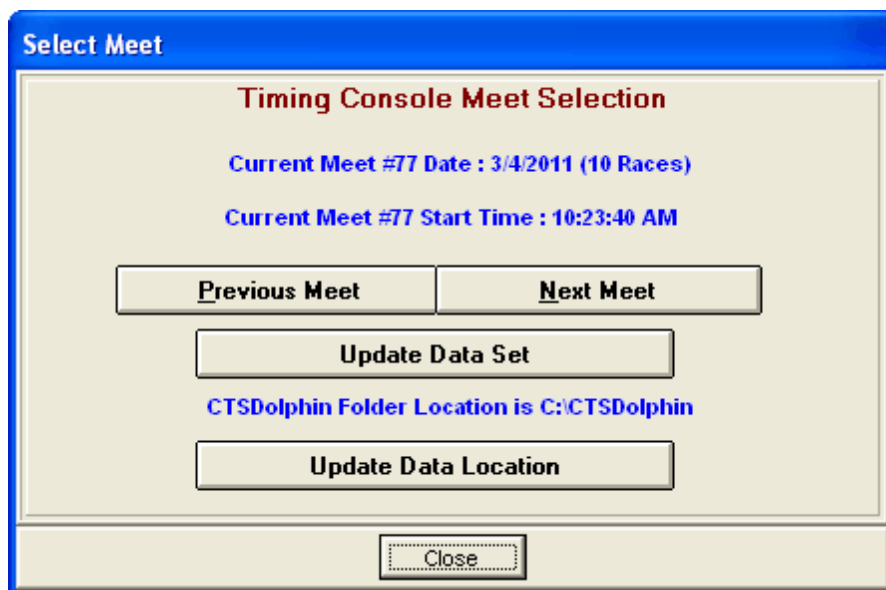 Select Meet
Timing Console Meet Selection
Current Meet #77 Date : 3/4/2011 (10 Races)
Current Meet #77 Start Time : 10:23:40 AM
Previous Meet Next Meet
Update Data Set
CTSDolphin Folder Location is C:\CTSDolphin
Update Data Location
Close